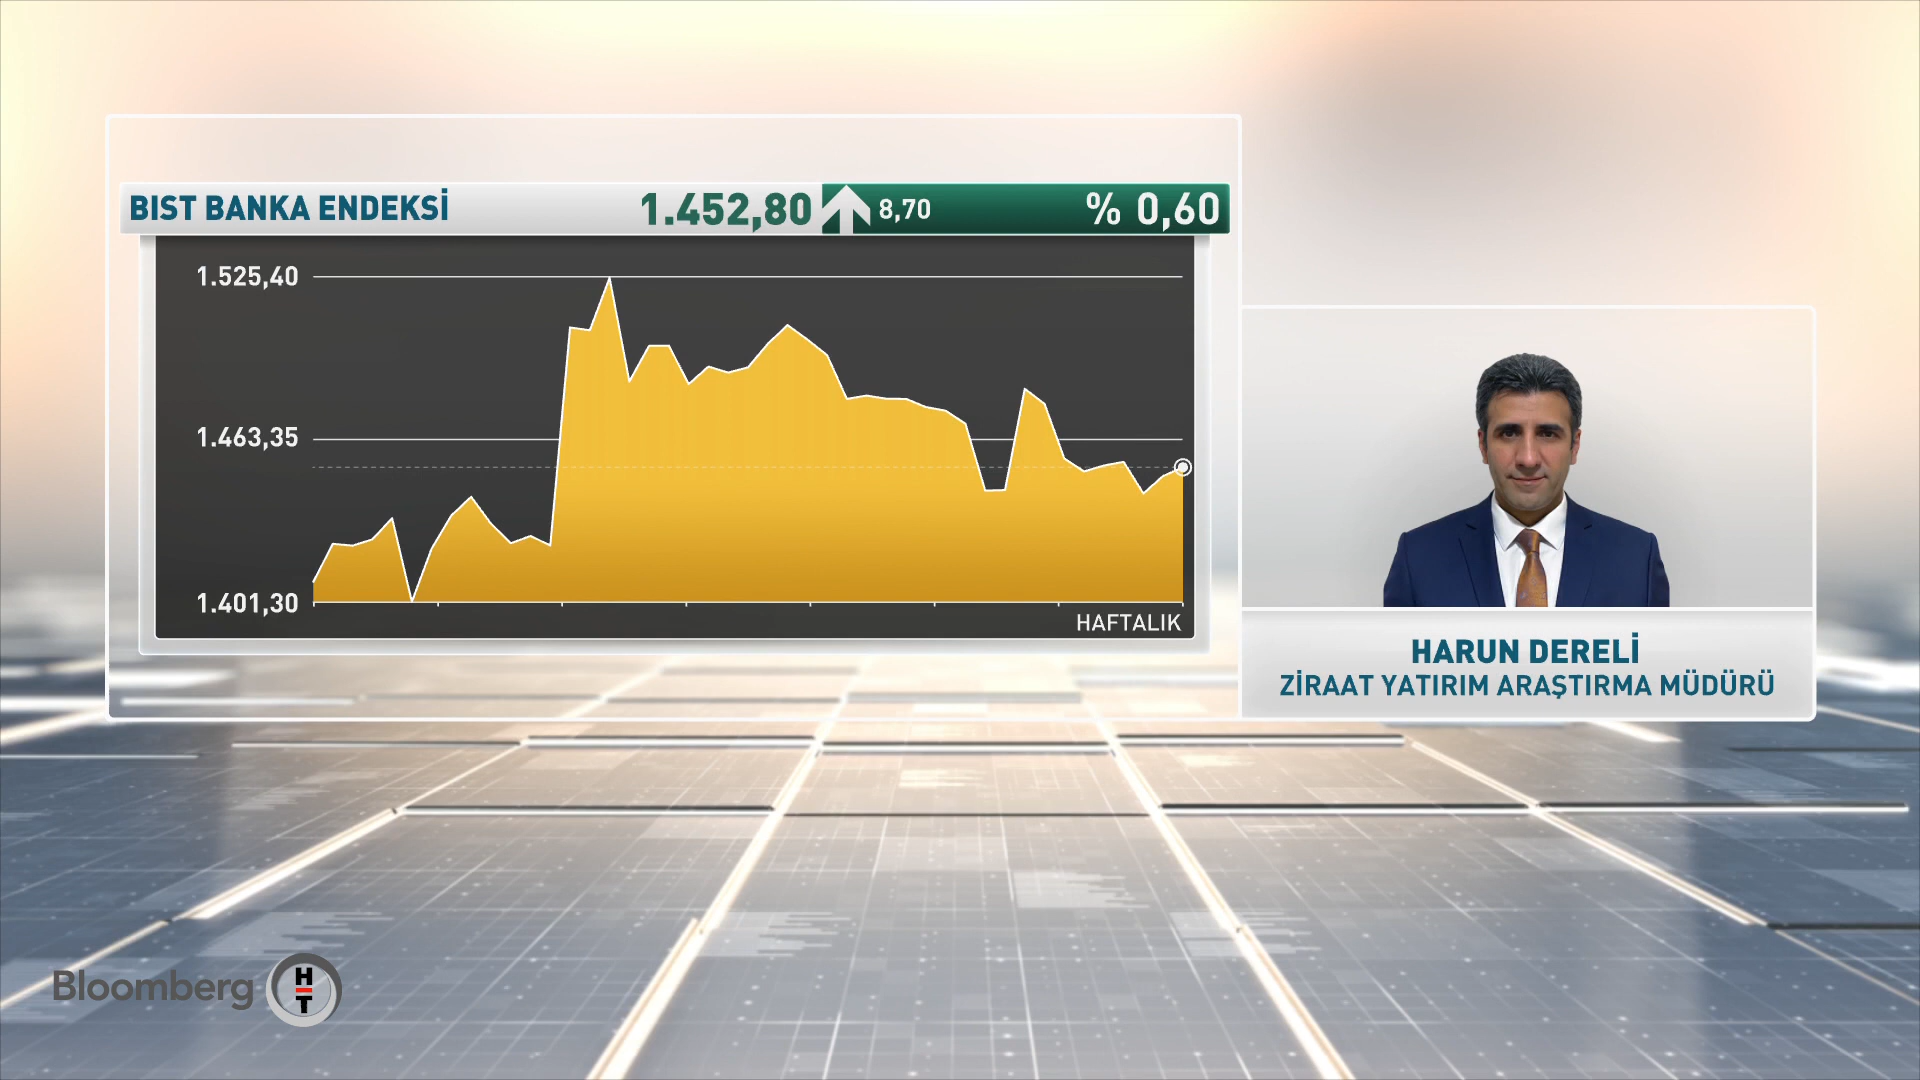 BIST BANKA ENDEKSİ 1.452,80 8,70 % 0,60
1.525,40
1.463,35
1.401,30
HAFTALIK
HARUN DERELİ
ZİRAAT YATIRIM ARAŞTIRMA MÜDÜRÜ
Bloomberg HT